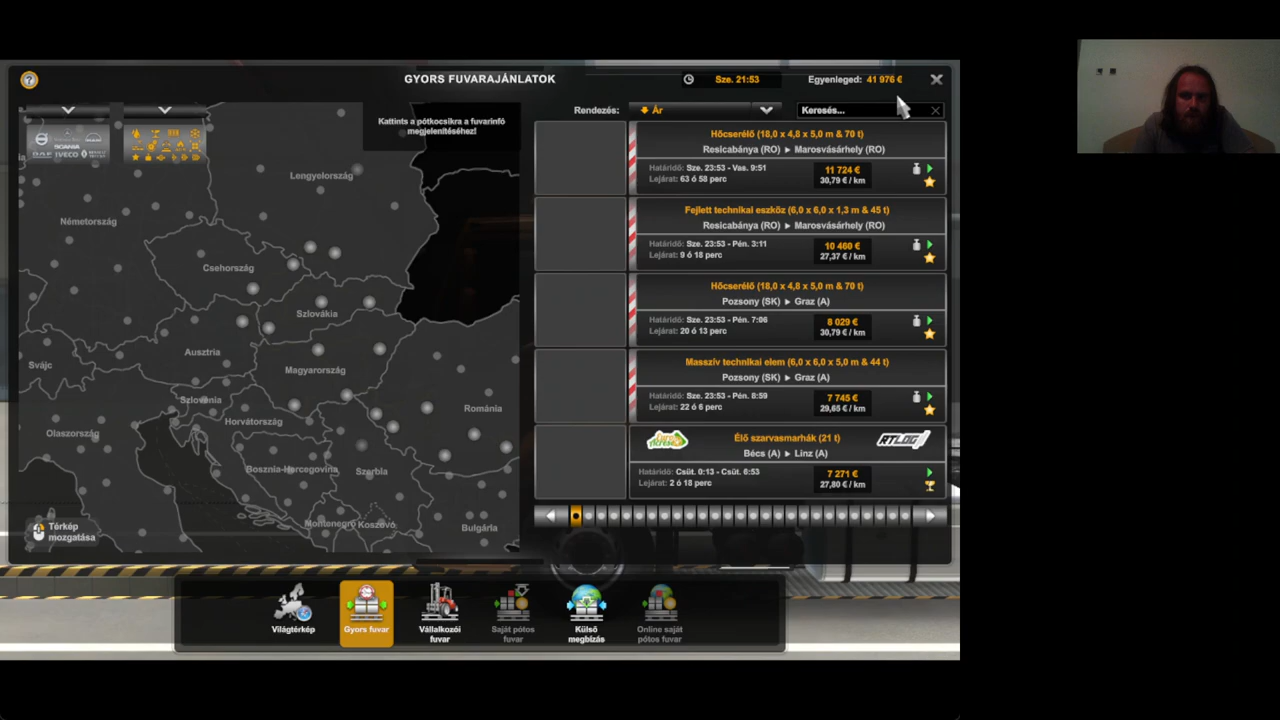 GYORS FUVARAJÁNLATOK
Sze. 21:53
Egyenleg: 41 976 €
Kattints a pótkocsikra a fuvarinfó
megjelenítéséhez!
Rendezés:
Ár
Keresés...
SCANIA
DAF IVECO
Lengyelország
Németország
Csehország
Szlovákia
Ausztria
Svájc
Magyarország
Szlovénia
Horvátország
Románia
Olaszország
Bosznia-Hercegovina
Szerbia
Montenegró
Koszovó
Bulgária
Térkép
mozgatása
Hőcserélő (18,0 x 4,8 x 5,0 m & 70 t)
Resicabánya (RO) ▶ Marosvásárhely (RO)
Határidő: Sze. 23:53 - Vas. 9:51
Lejárat: 63 ó 58 perc
11 724 €
30,79 € / km
Fejlett technikai eszköz (6,0 x 6,0 x 1,3 m & 45 t)
Resicabánya (RO) ▶ Marosvásárhely (RO)
Határidő: Sze. 23:53 - Pén. 3:11
Lejárat: 9 ó 18 perc
10 460 €
27,37 € / km
Hőcserélő (18,0 x 4,8 x 5,0 m & 70 t)
Pozsony (SK) ▶ Graz (A)
Határidő: Sze. 23:53 - Pén. 7:06
Lejárat: 20 ó 13 perc
8 029 €
30,79 € / km
Masszív technikai elem (6,0 x 6,0 x 5,0 m & 44 t)
Pozsony (SK) ▶ Graz (A)
Határidő: Sze. 23:53 - Pén. 8:59
Lejárat: 22 ó 6 perc
7 745 €
29,65 € / km
Élő szarvasmarhák (21 t)
RTLOG
Bécs (A) ▶ Linz (A)
Határidő: Csüt. 0:13 - Csüt. 6:53
Lejárat: 2 ó 18 perc
7 271 €
27,80 € / km
Világtérkép
Gyors fuvar
Vállalkozói
fuvar
Saját pótos
fuvar
Külső
megbízás
Online saját
pótos fuvar